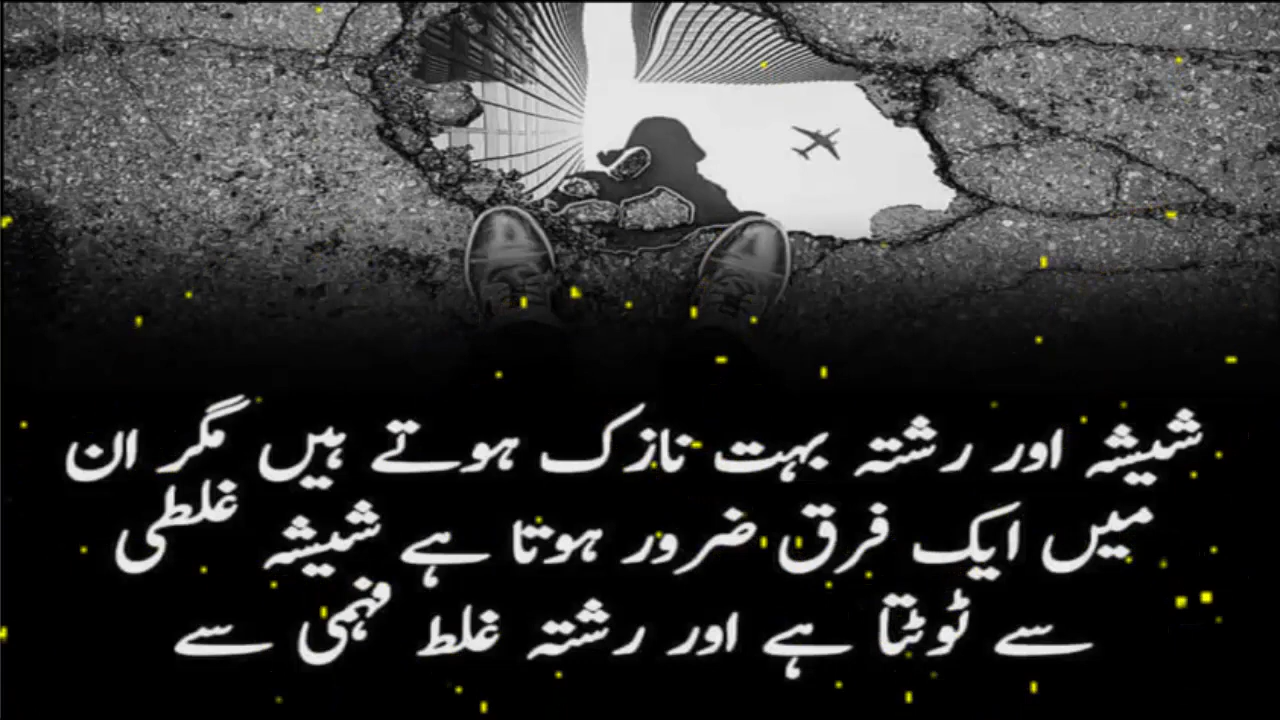 شیشہ اور رشتہ بہت نازک ہوتے ہیں مگر ان
میں ایک فرق ضرور ہوتا ہے شیشہ غلطی
سے ٹوٹتا ہے اور رشتہ غلط فہمی سے